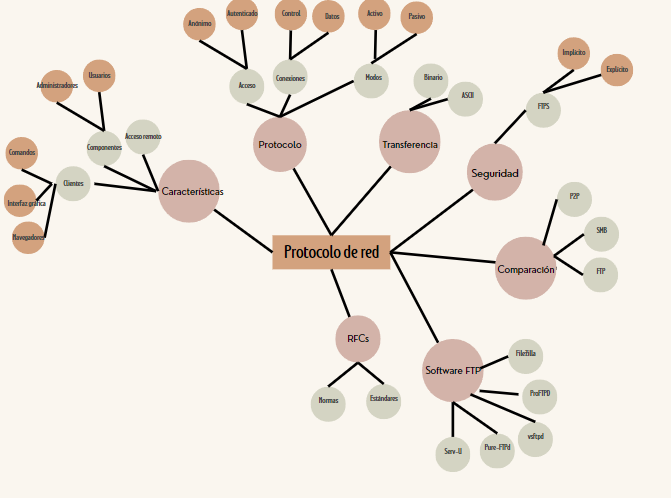 Anónimo
Autenticado
Control
Datos
Activo
Pasivo
Implícito
Explícito
Administradores
Usuarios
Acceso
Conexiones
Modos
Binario
ASCII
FTPS
Comandos
Componentes
Acceso remoto
Protocolo
Transferencia
Seguridad
Interfaz gráfica
Clientes
Características
P2P
Navegadores
Protocolo de red
SMB
Comparación
FTP
RFCs
Software FTP
Filezilla
Normas
Estándares
ProFTPD
Serv-U
Pure-FTPd
vsftpd